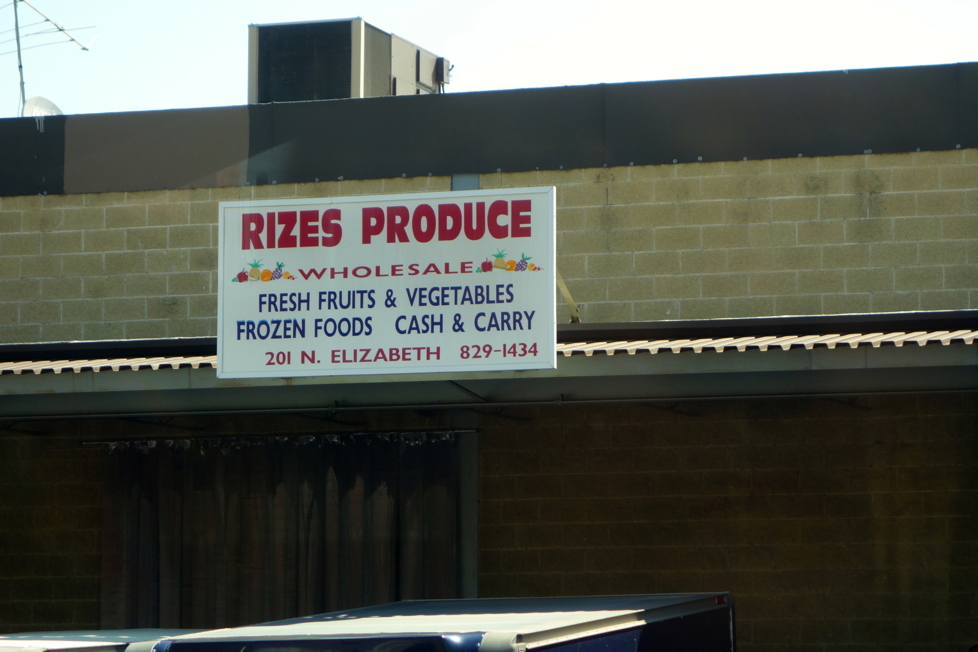 RIZES PRODUCE
WHOLESALE
FRESH FRUITS & VEGETABLES
FROZEN FOODS CASH & CARRY
201 N. ELIZABETH 829-1434